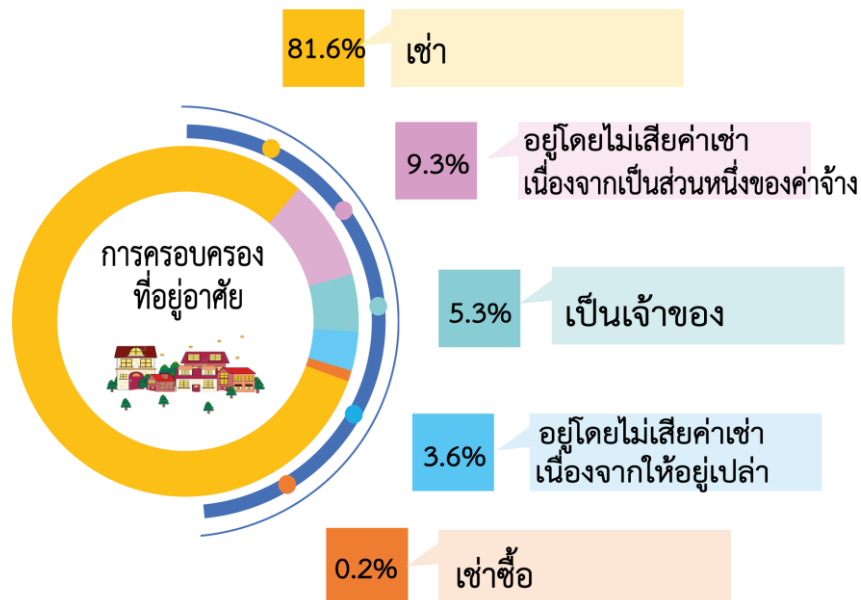 81.6%
เช่า
9.3%
อยู่โดยไม่เสียค่าเช่า
เนื่องจากเป็นส่วนหนึ่งของค่าจ้าง
การครอบครอง
ที่อยู่อาศัย
5.3%
เป็นเจ้าของ
3.6%
อยู่โดยไม่เสียค่าเช่า
เนื่องจากให้อยู่เปล่า
0.2%
เช่าซื้อ